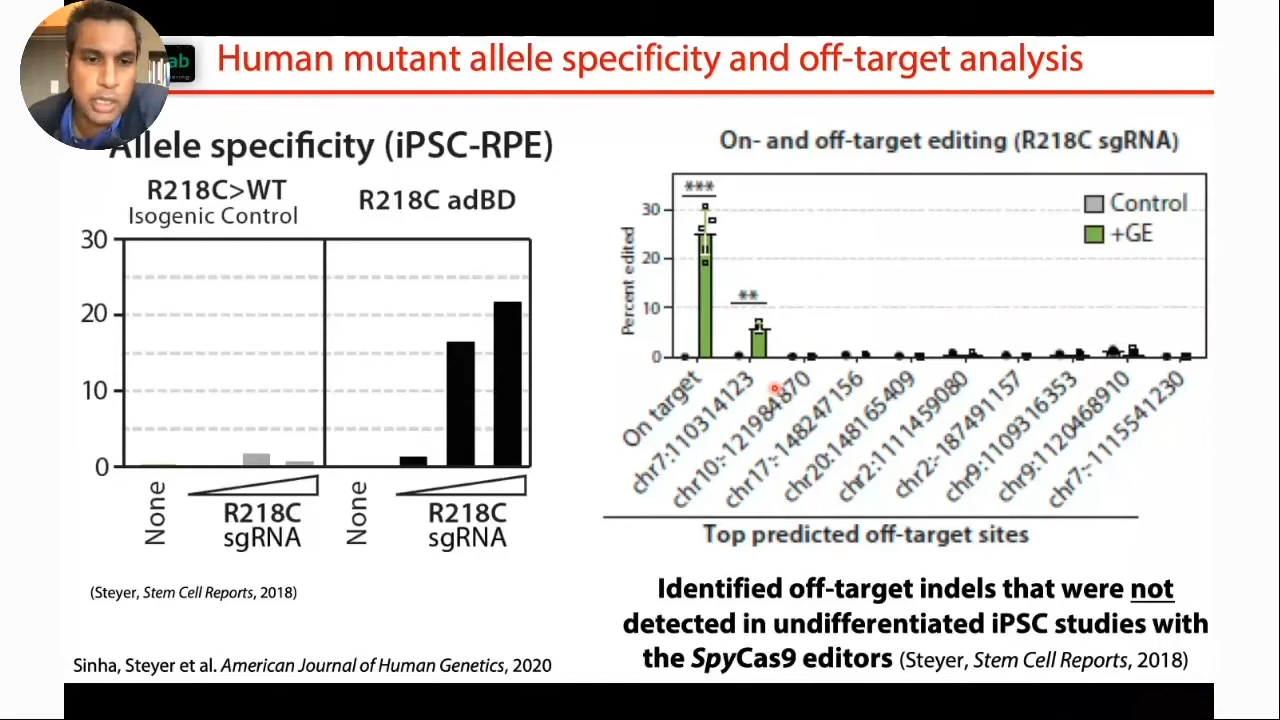 ab
Human mutant allele specificity and off-target analysis
Allele specificity (iPSC-RPE)
R218C>WT
Isogenic Control
R218C adBD
30
20
10
0
None
R218C
sgRNA
None
R218C
sgRNA
(Steyer, Stem Cell Reports, 2018)
Sinha, Steyer et al. American Journal of Human Genetics, 2020
On- and off-target editing (R218C sgRNA)
Percent edited
30
20
10
0
***
**
Control
+GE
On target
chr7:110314123
chr10:-121984870
chr17:-148247156
chr20:148165409
chr2:1111459080
chr2:-187491157
chr9:1109316353
chr9:1120468910
chr7:-1115541230
Top predicted off-target sites
Identified off-target indels that were not
detected in undifferentiated iPSC studies with
the SpyCas9 editors (Steyer, Stem Cell Reports, 2018)